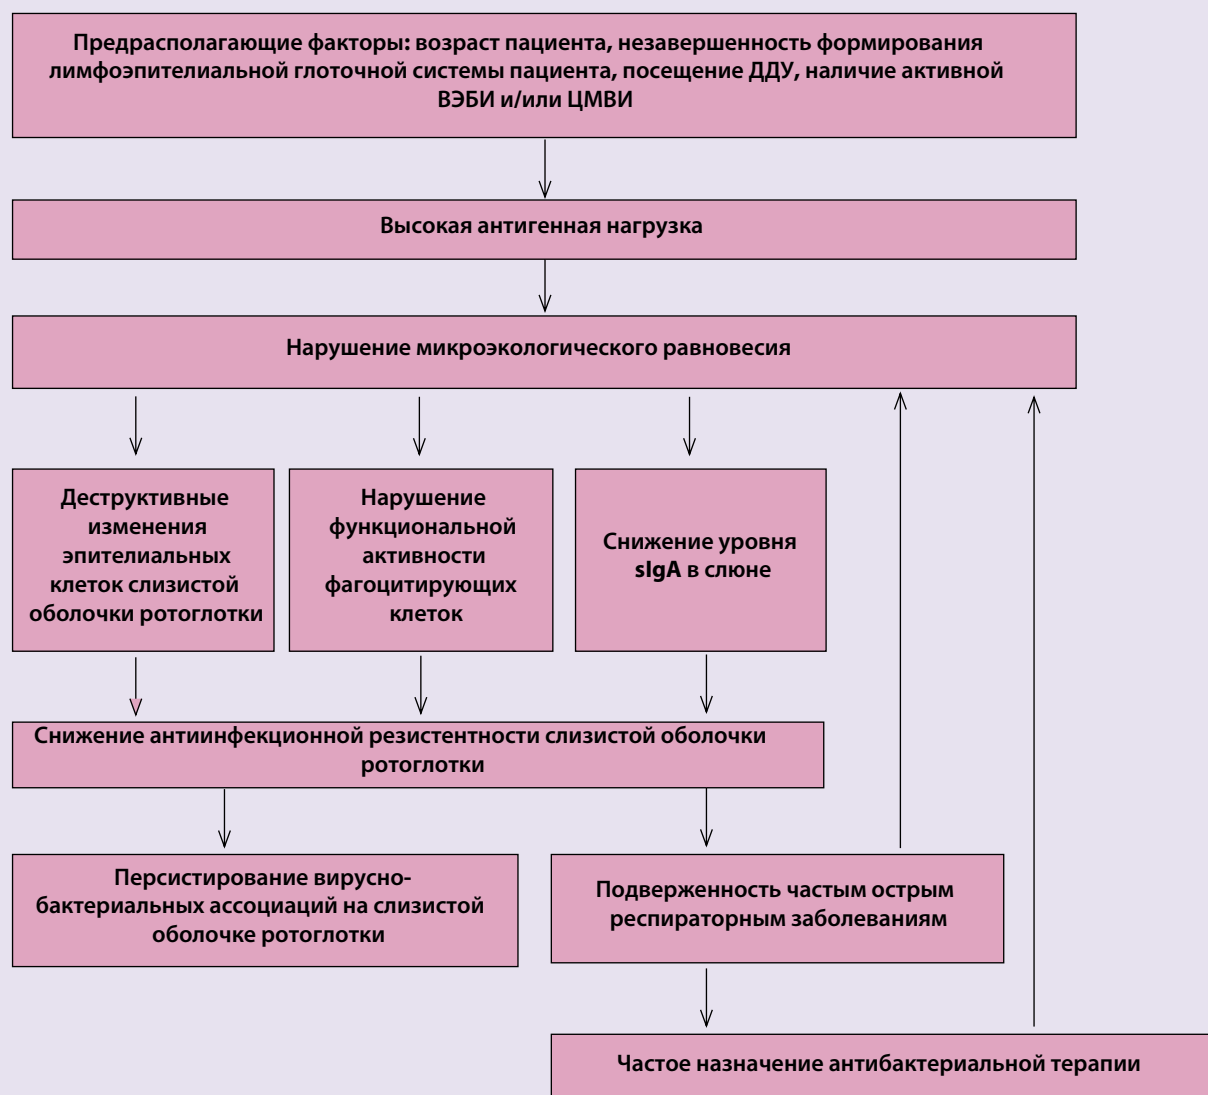 Предрасполагающие факторы: возраст пациента, незавершенность формирования
лимфоэпителиальной глоточной системы пациента, посещение ДДУ, наличие активной
ВЭБИ и/или ЦМВИ
Высокая антигенная нагрузка
Нарушение микроэкологического равновесия
Деструктивные
изменения
эпителиальных
клеток слизистой
оболочки ротоглотки
Нарушение
функциональной
активности
фагоцитирующих
клеток
Снижение уровня
sIgA в слюне
Снижение антиинфекционной резистентности слизистой оболочки
ротоглотки
Персистирование вирусно-
бактериальных ассоциаций на слизистой
оболочке ротоглотки
Подверженность частым острым
респираторным заболеваниям
Частое назначение антибактериальной терапии